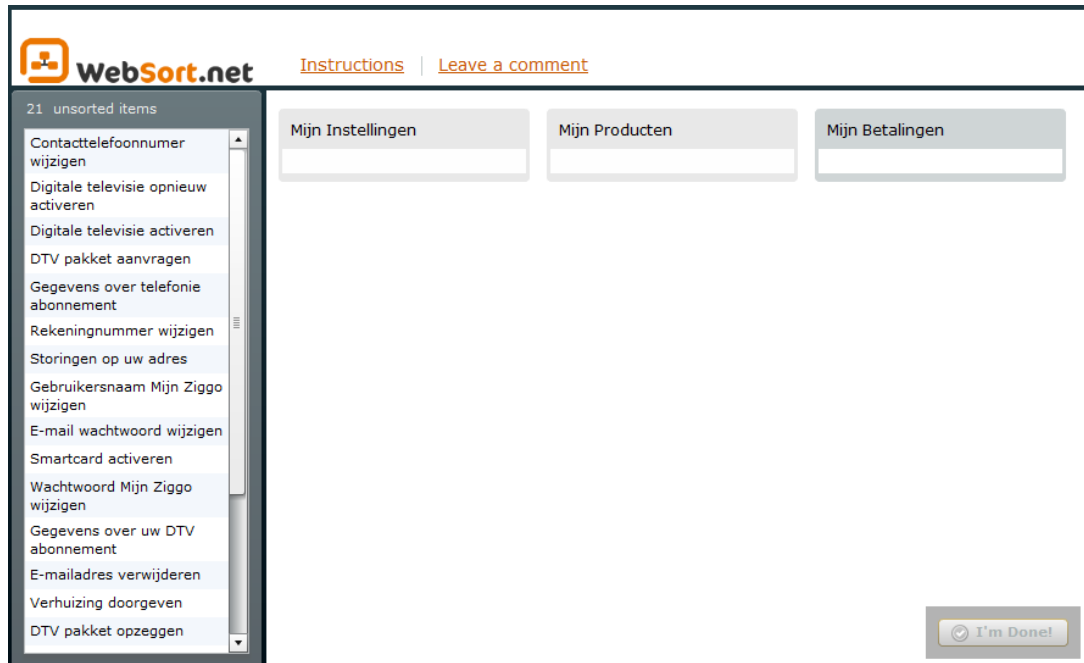 WebSort.net
Instructions
Leave a comment
21 unsorted items
Contacttelefoonnumer
wijzigen
Digitale televisie opnieuw
activeren
Digitale televisie activeren
DTV pakket aanvragen
Gegevens over telefonie
abonnement
Rekeningnummer wijzigen
Storingen op uw adres
Gebruikersnaam Mijn Ziggo
wijzigen
E-mail wachtwoord wijzigen
Smartcard activeren
Wachtwoord Mijn Ziggo
wijzigen
Gegevens over uw DTV
abonnement
E-mailadres verwijderen
Verhuizing doorgeven
DTV pakket opzeggen
Mijn Instellingen
Mijn Producten
Mijn Betalingen
I'm Done!